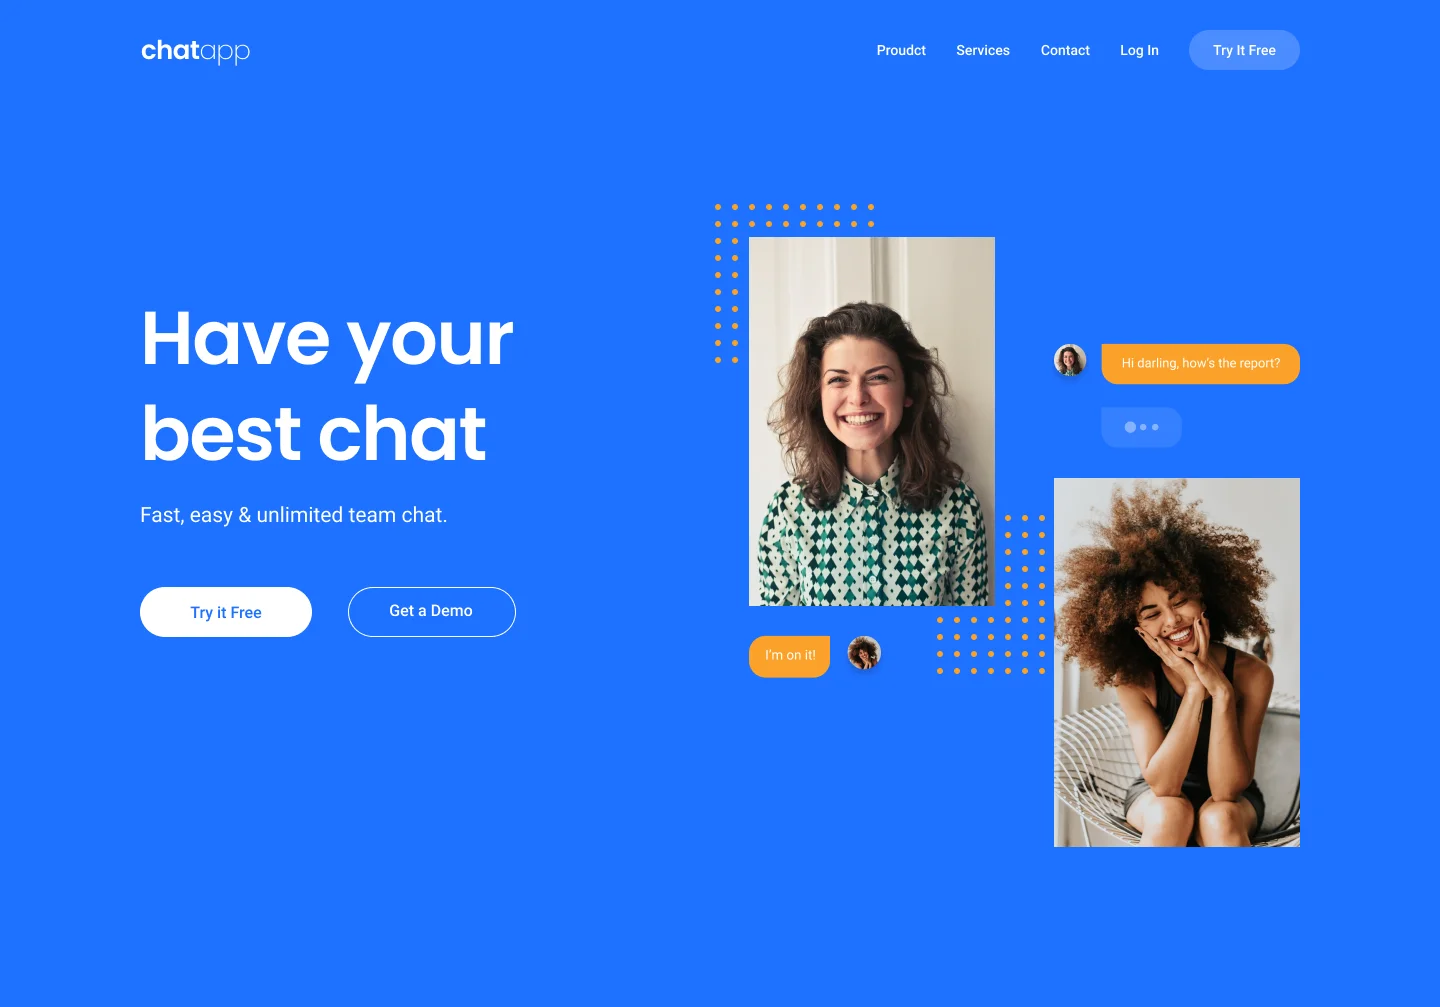 chatapp
Proudct Services Contact Log In Try It Free
Have your
best chat
Fast, easy & unlimited team chat.
Try it Free Get a Demo
Hi darling, how's the report?
I'm on it!